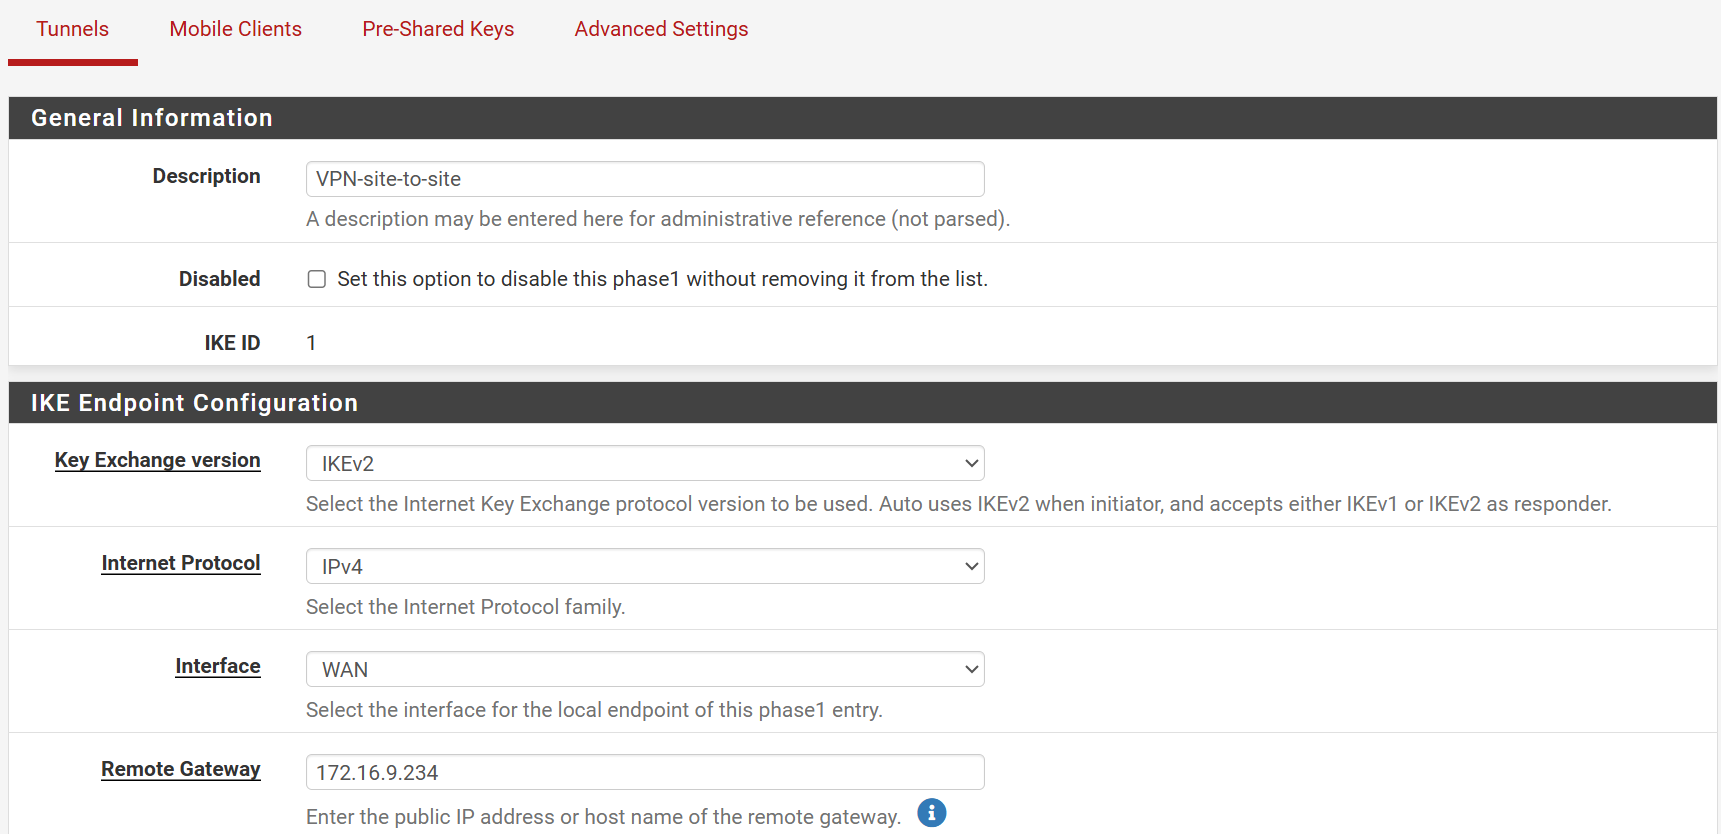 Tunnels Mobile Clients Pre-Shared Keys Advanced Settings
General Information
Description VPN-site-to-site
A description may be entered here for administrative reference (not parsed).
Disabled Set this option to disable this phase1 without removing it from the list.
IKE ID 1
IKE Endpoint Configuration
Key Exchange version IKEv2
Select the Internet Key Exchange protocol version to be used. Auto uses IKEv2 when initiator, and accepts either IKEv1 or IKEv2 as responder.
Internet Protocol IPv4
Select the Internet Protocol family.
Interface WAN
Select the interface for the local endpoint of this phase1 entry.
Remote Gateway 172.16.9.234
Enter the public IP address or host name of the remote gateway.